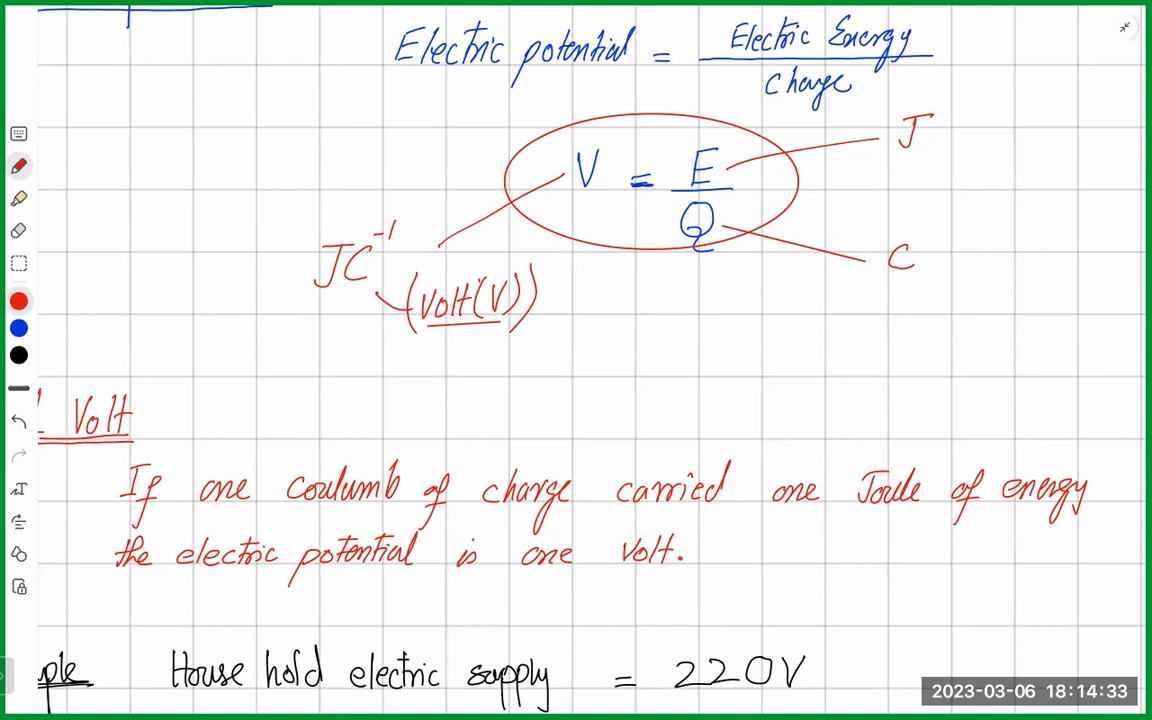 Electric potential = Electric Energy / Charge
V = E / Q
J
C
JC⁻¹
(Volt(V))
Volt
If one coulumb of charge carried one Joule of energy
the electric potential is one Volt.
ple House hold electric supply = 220V
2023-03-06 18:14:33